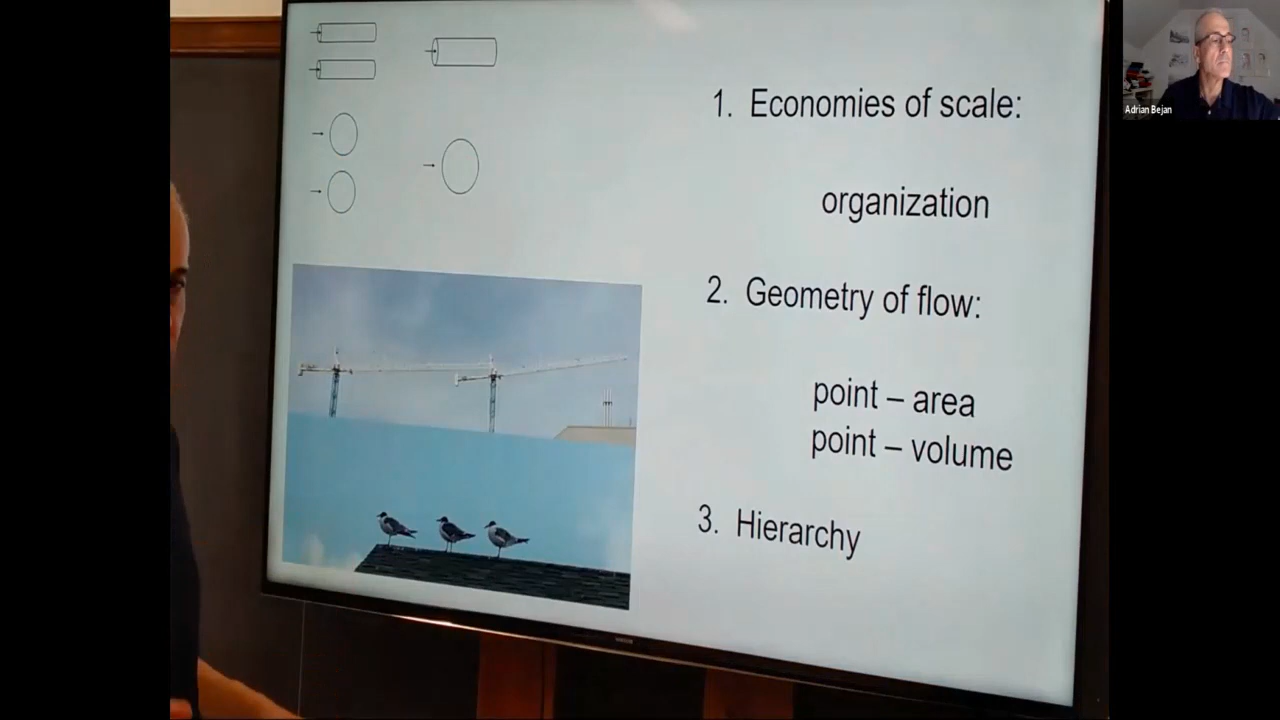 1. Economies of scale:
organization
2. Geometry of flow:
point – area
point – volume
3. Hierarchy
Adrian Bejan